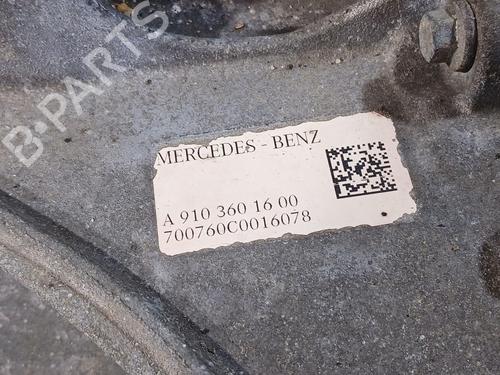 B-PARTS
MERCEDES - BENZ
A 910 360 16 00
700760C0016078